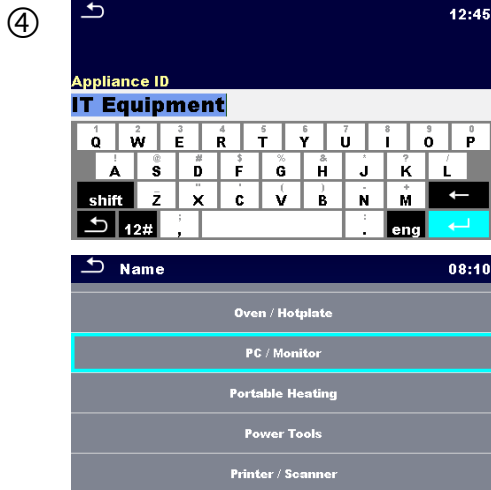 ④
12:45
Appliance ID
IT Equipment
1 2 3 4 5 6 7 8 9 0
Q W E R T Y U I O P
! @ # $ % & * ? /
A S D F G H J K L
_ " ' ( ) - +
shift Z X C V B N M ←
; :
12# , . eng
Name 08:10
Oven / Hotplate
PC / Monitor
Portable Heating
Power Tools
Printer / Scanner